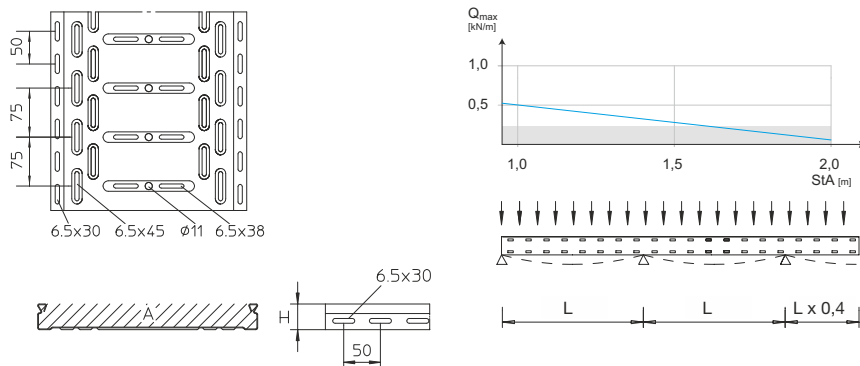 50
75
75
6.5x30 6.5x45 ø11 6.5x38
A
H
6.5x30
50
Qmax
[kN/m]
1,0
0,5
1,0 1,5 2,0
StA [m]
L L L x 0,4